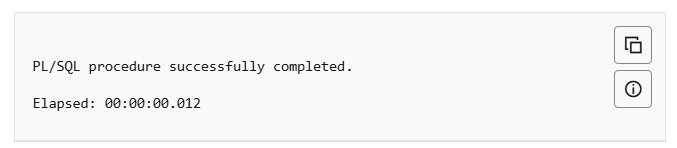 PL/SQL procedure successfully completed.
Elapsed: 00:00:00.012